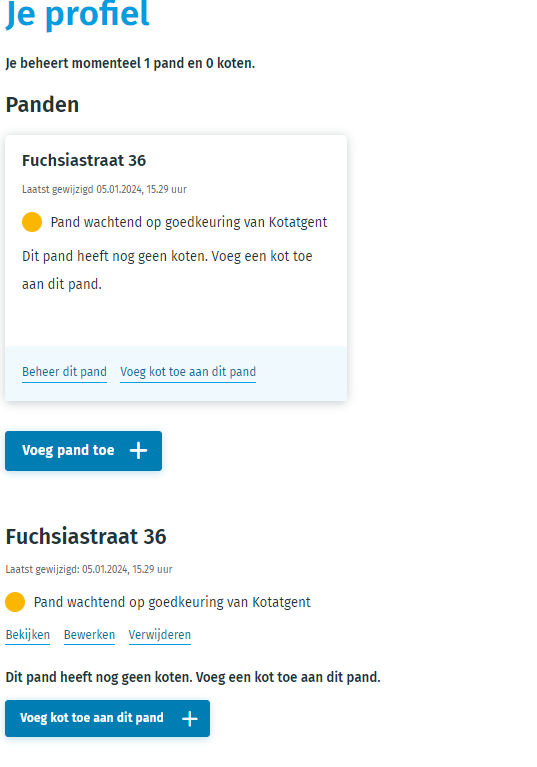 Je profiel
Je beheert momenteel 1 pand en 0 koten.
Panden
Fuchsiastraat 36
Laatst gewijzigd 05.01.2024, 15.29 uur
Pand wachtend op goedkeuring van Kotatgent
Dit pand heeft nog geen koten. Voeg een kot toe
aan dit pand.
Beheer dit pand Voeg kot toe aan dit pand
Voeg pand toe
Fuchsiastraat 36
Laatst gewijzigd: 05.01.2024, 15.29 uur
Pand wachtend op goedkeuring van Kotatgent
Bekijken Bewerken Verwijderen
Dit pand heeft nog geen koten. Voeg een kot toe aan dit pand.
Voeg kot toe aan dit pand